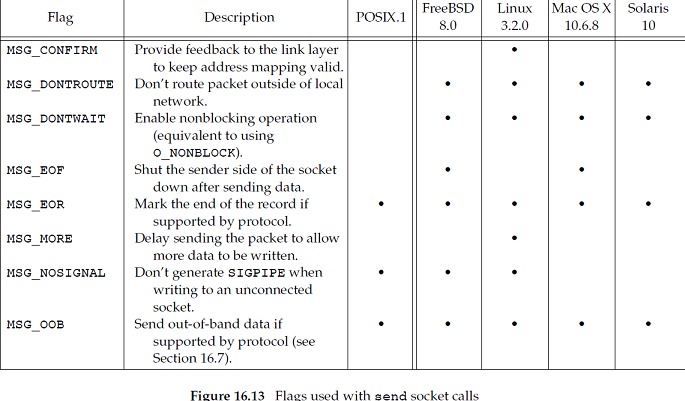 Flag Description POSIX.1 FreeBSD 8.0 Linux 3.2.0 Mac OS X 10.6.8 Solaris 10
MSG_CONFIRM Provide feedback to the link layer •
to keep address mapping valid.
MSG_DONTROUTE Don’t route packet outside of local • • • •
network.
MSG_DONTWAIT Enable nonblocking operation • • • •
(equivalent to using
O_NONBLOCK).
MSG_EOF Shut the sender side of the socket • •
down after sending data.
MSG_EOR Mark the end of the record if • • • • •
supported by protocol.
MSG_MORE Delay sending the packet to allow •
more data to be written.
MSG_NOSIGNAL Don’t generate SIGPIPE when • • •
writing to an unconnected
socket.
MSG_OOB Send out-of-band data if • • • • •
supported by protocol (see
Section 16.7).
Figure 16.13 Flags used with send socket calls